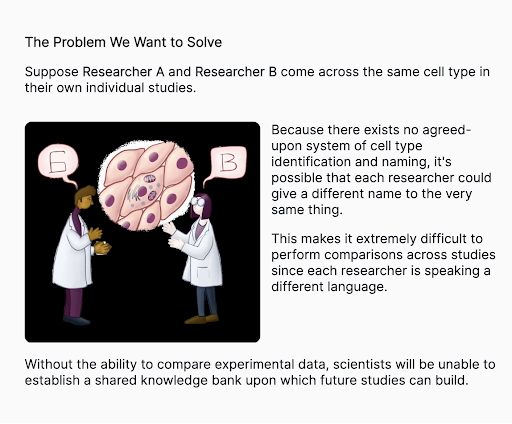 The Problem We Want to Solve
Suppose Researcher A and Researcher B come across the same cell type in
their own individual studies.
Б
B
Because there exists no agreed-
upon system of cell type
identification and naming, it's
possible that each researcher could
give a different name to the very
same thing.
This makes it extremely difficult to
perform comparisons across studies
since each researcher is speaking a
different language.
Without the ability to compare experimental data, scientists will be unable to
establish a shared knowledge bank upon which future studies can build.